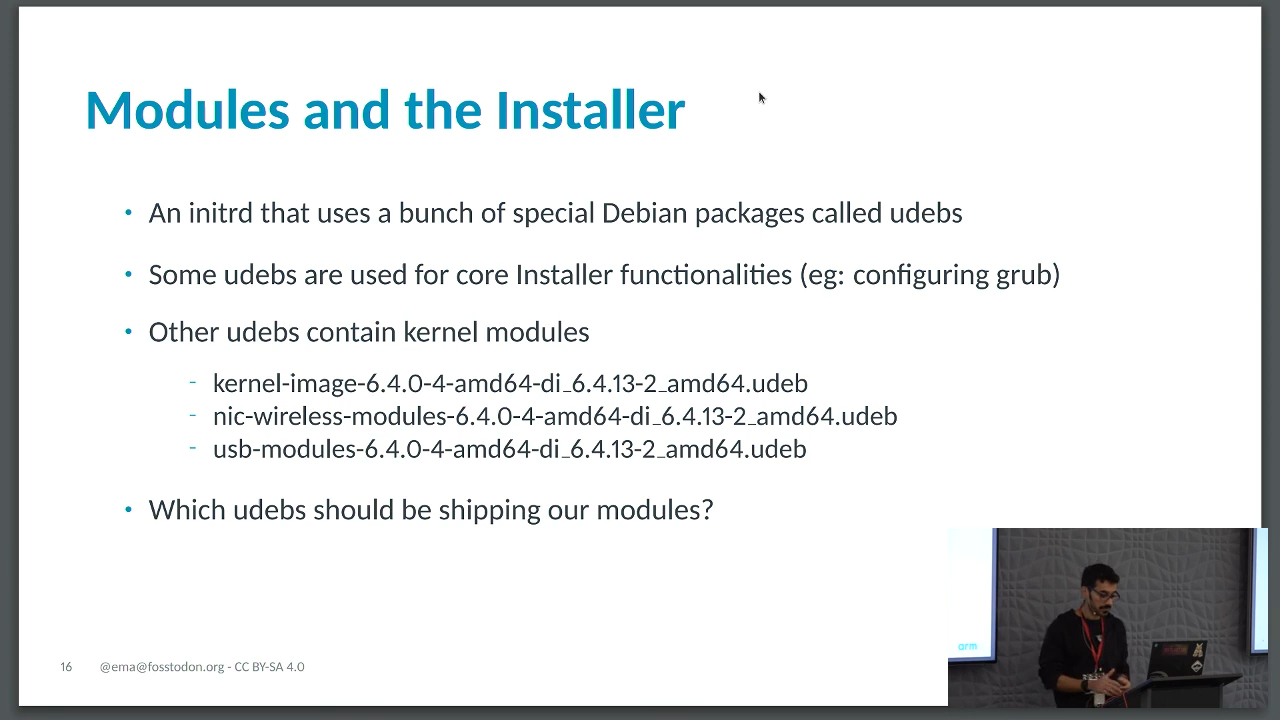 Modules and the Installer
• An initrd that uses a bunch of special Debian packages called udebs
• Some udebs are used for core Installer functionalities (eg: configuring grub)
• Other udebs contain kernel modules
- kernel-image-6.4.0-4-amd64-di_6.4.13-2_amd64.udeb
- nic-wireless-modules-6.4.0-4-amd64-di_6.4.13-2_amd64.udeb
- usb-modules-6.4.0-4-amd64-di_6.4.13-2_amd64.udeb
• Which udebs should be shipping our modules?
16 @ema@fosstodon.org - CC BY-SA 4.0
arm